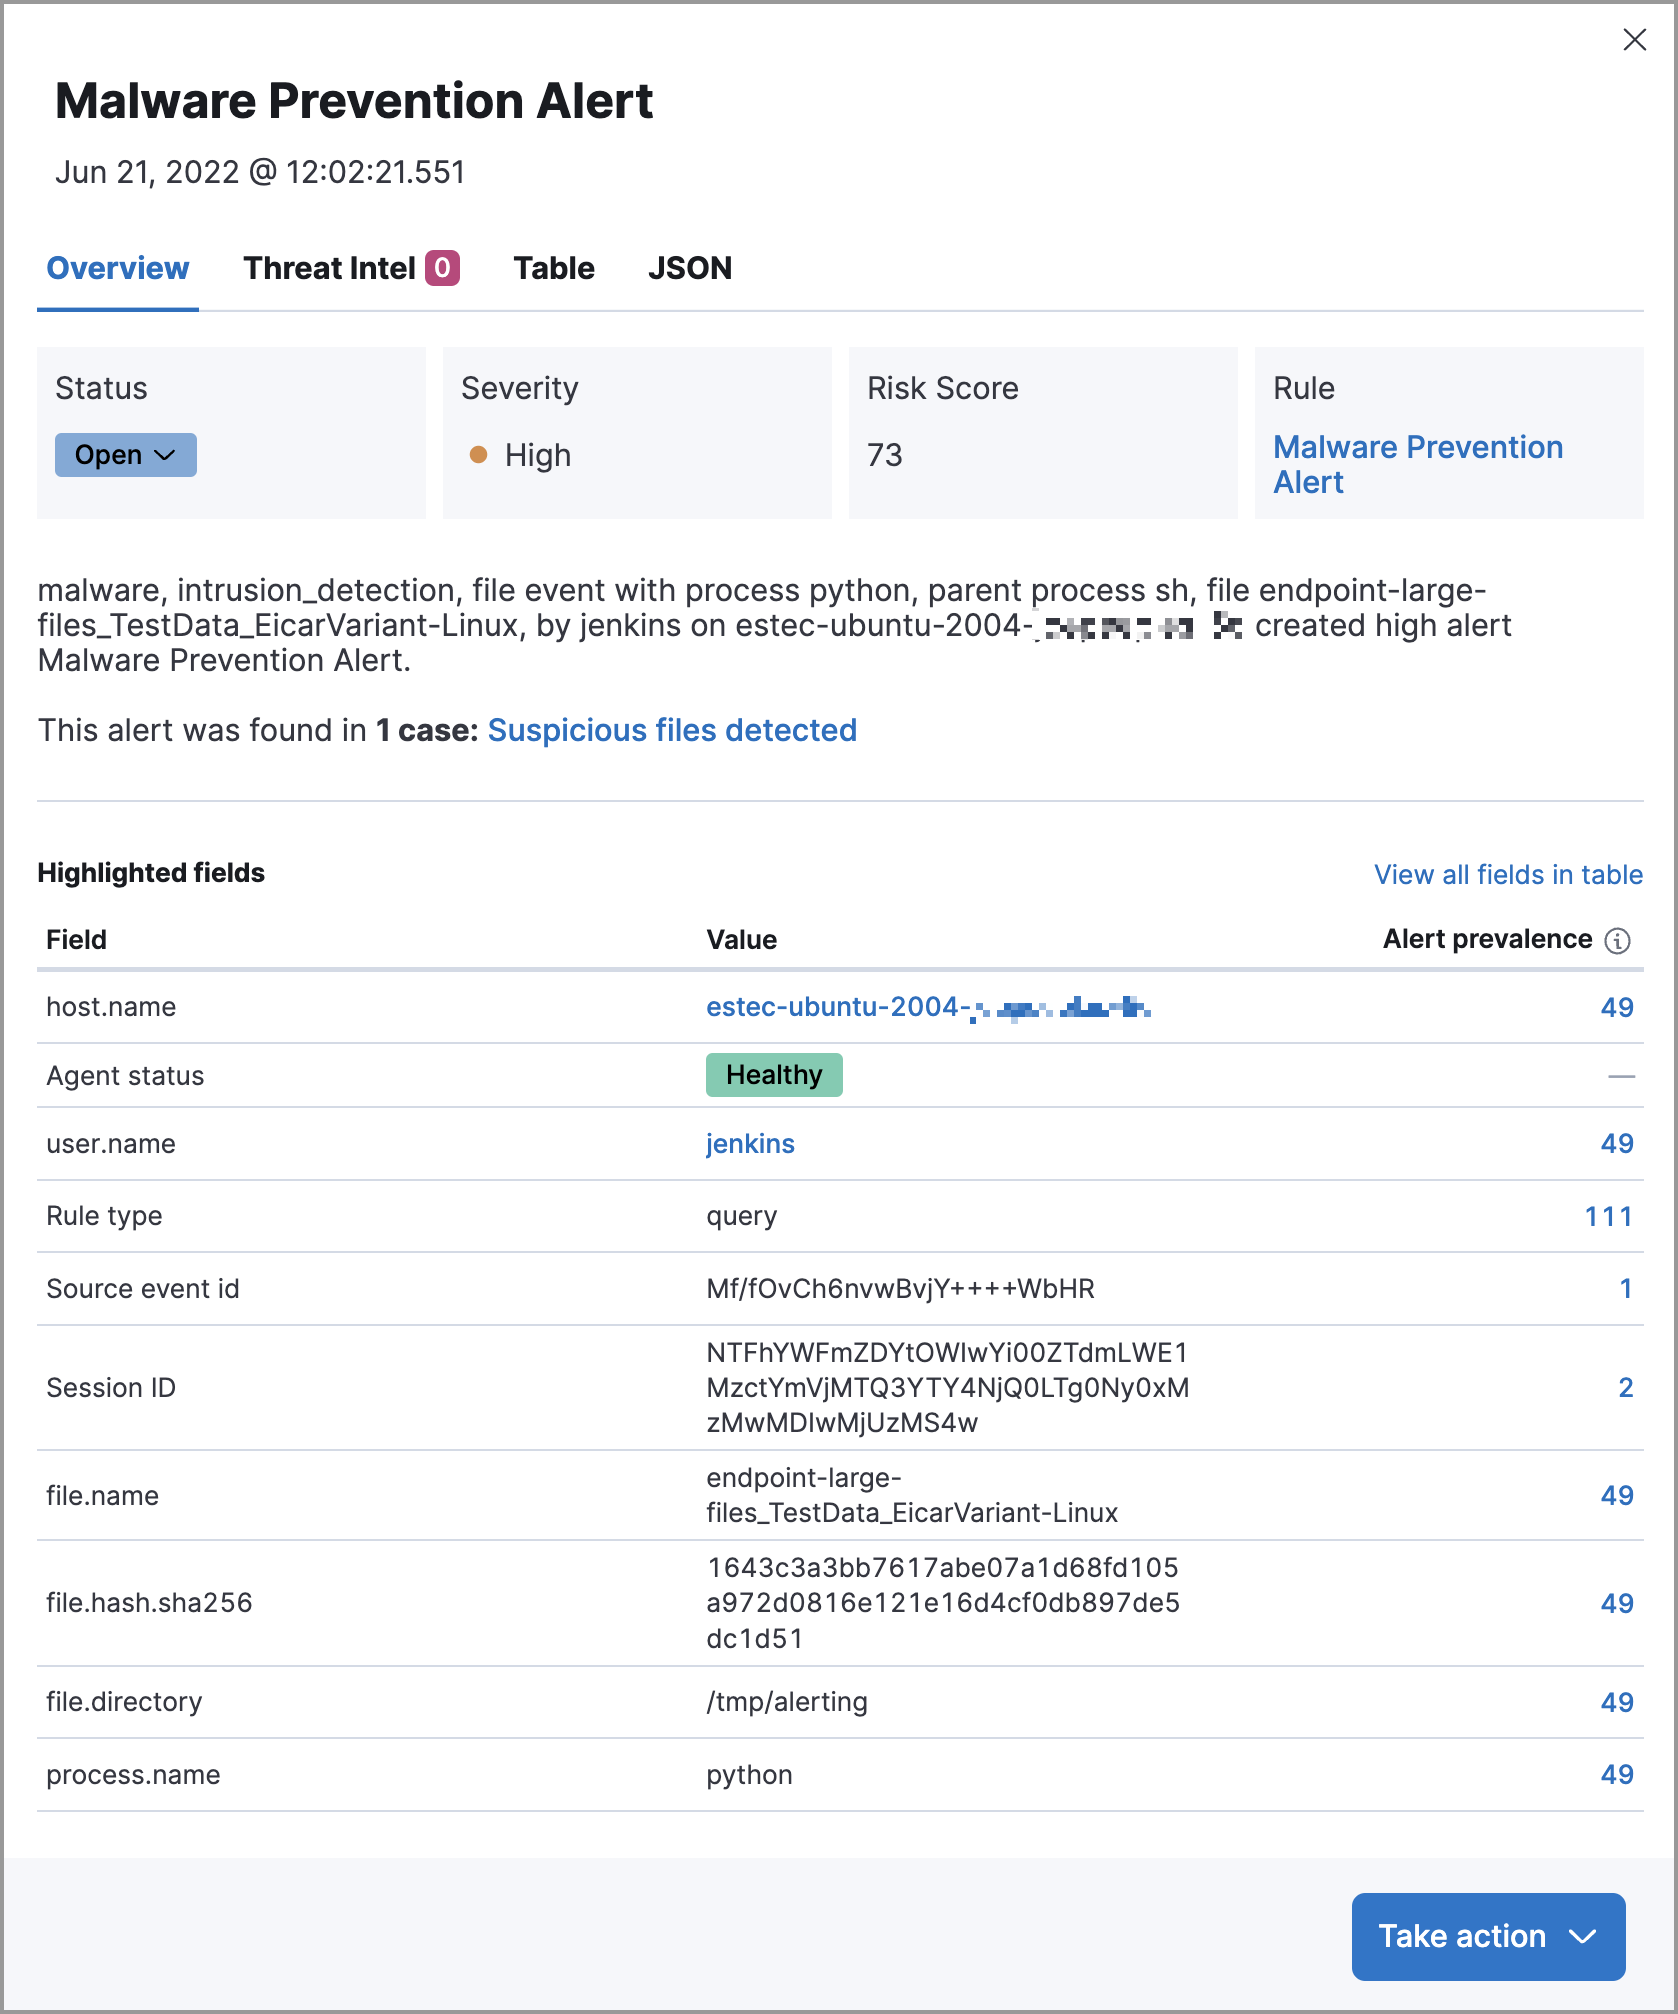 Malware Prevention Alert
Jun 21, 2022 @ 12:02:21.551
Overview Threat Intel 0 Table JSON
Status Severity Risk Score Rule
Open High 73 Malware Prevention
Alert
malware, intrusion_detection, file event with process python, parent process sh, file endpoint-large-
files_TestData_EicarVariant-Linux, by jenkins on estec-ubuntu-2004- created high alert
Malware Prevention Alert.
This alert was found in 1 case: Suspicious files detected
Highlighted fields View all fields in table
Field Value Alert prevalence
host.name estec-ubuntu-2004- 49
Agent status Healthy —
user.name jenkins 49
Rule type query 111
Source event id Mf/fOvCh6nvwBvjY++++WbHR 1
NTFhYWFmZDYtOWIwYi00ZTdmLWE1
Session ID MzctYmVjMTQ3YTY4NjQ0LTg0Ny0xM 2
zMwMDIwMjUzMS4w
endpoint-large-
file.name files_TestData_EicarVariant-Linux 49
1643c3a3bb7617abe07a1d68fd105
file.hash.sha256 a972d0816e121e16d4cf0db897de5 49
dc1d51
file.directory /tmp/alerting 49
process.name python 49
Take action